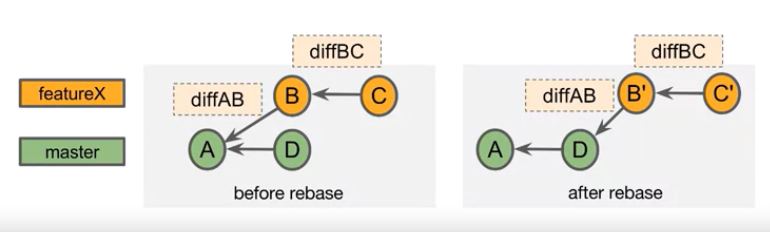 featureX
master
diffAB
diffBC
B
C
A
D
before rebase
diffAB
diffBC
B'
C'
A
D
after rebase